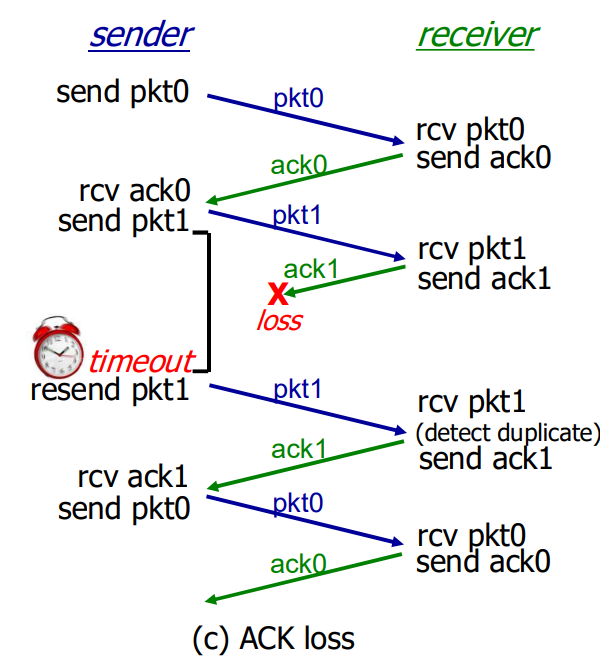 sender receiver
send pkt0
pkt0
rcv pkt0
send ack0
ack0
rcv ack0
send pkt1
pkt1
rcv pkt1
send ack1
ack1
X
loss
timeout
resend pkt1
pkt1
rcv pkt1
(detect duplicate)
send ack1
ack1
rcv ack1
send pkt0
pkt0
rcv pkt0
send ack0
ack0
(c) ACK loss